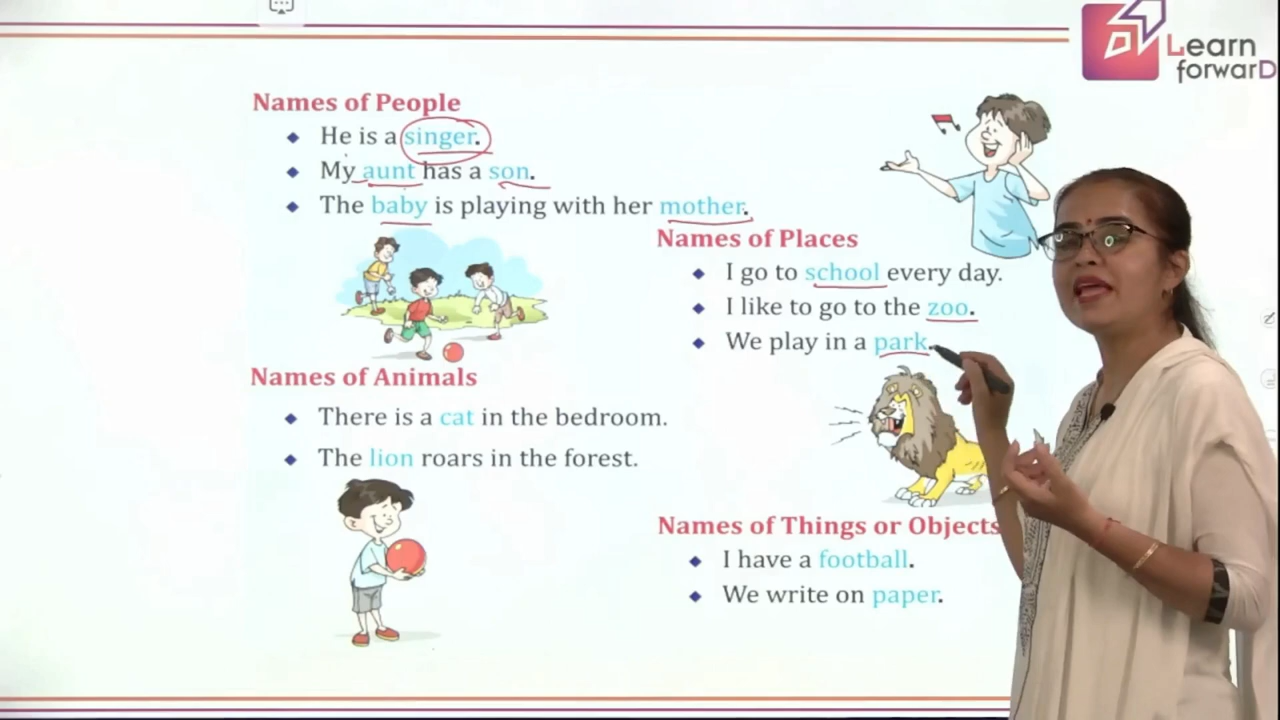 Learn
forwarD
Names of People
He is a singer.
My aunt has a son.
The baby is playing with her mother.
Names of Places
I go to school every day.
I like to go to the zoo.
We play in a park.
Names of Animals
There is a cat in the bedroom.
The lion roars in the forest.
Names of Things or Objects
I have a football.
We write on paper.